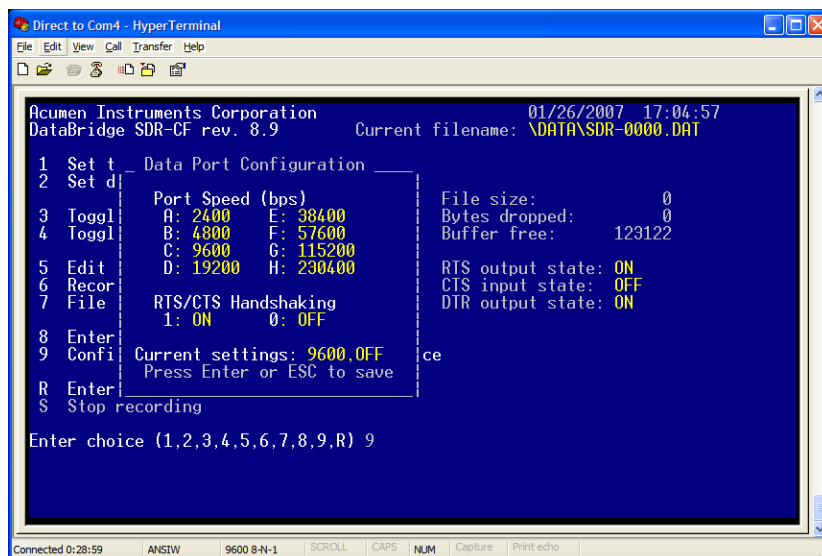 Direct to Com4 - HyperTerminal
File Edit View Call Transfer Help
Acumen Instruments Corporation 01/26/2007 17:04:57
DataBridge SDR-CF rev. 8.9 Current filename: \DATA\SDR-0000.DAT
1 Set t _ Data Port Configuration ____
2 Set d
Port Speed (bps) File size: 0
3 Toggl A: 2400 E: 38400 Bytes dropped: 0
4 Toggl B: 4800 F: 57600 Buffer free: 123122
C: 9600 G: 115200
5 Edit D: 19200 H: 230400 RTS output state: ON
6 Recor CTS input state: OFF
7 File RTS/CTS Handshaking DTR output state: ON
1: ON 0: OFF
8 Enter
9 Confi Current settings: 9600,OFF ce
Press Enter or ESC to save
R Enter
S Stop recording
Enter choice (1,2,3,4,5,6,7,8,9,R) 9
Connected 0:28:59 ANSIW 9600 8-N-1 SCROLL CAPS NUM Capture Print echo